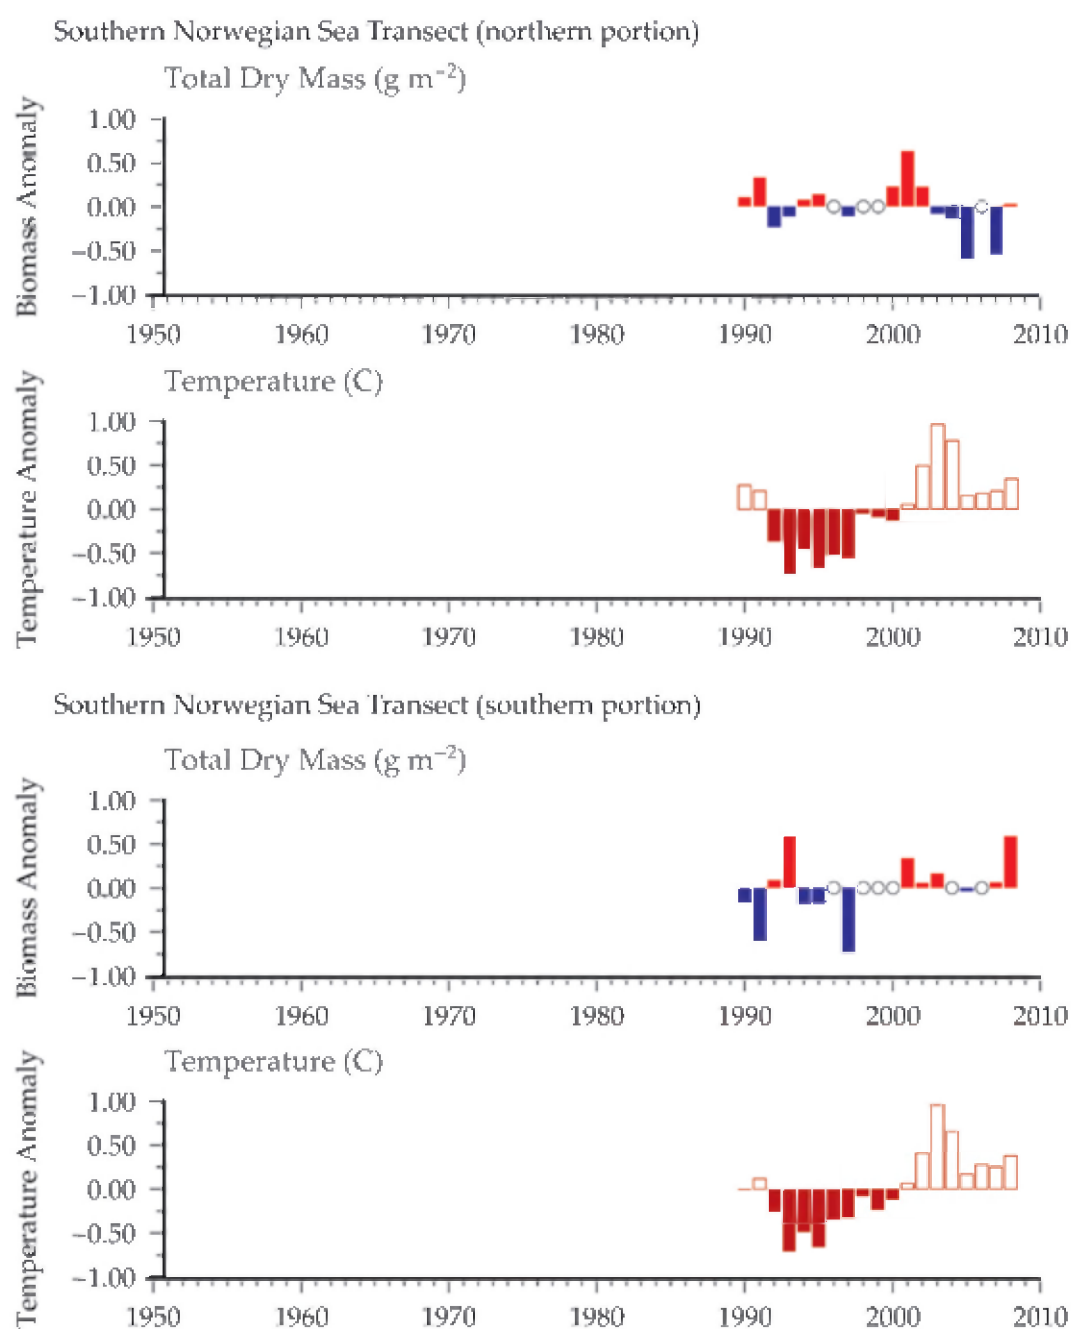 Southern Norwegian Sea Transect (northern portion)
Total Dry Mass (g m⁻²)
Biomass Anomaly
1.00
0.50
0.00
−0.50
−1.00
1950 1960 1970 1980 1990 2000 2010
Temperature (C)
Temperature Anomaly
1.00
0.50
0.00
−0.50
−1.00
1950 1960 1970 1980 1990 2000 2010
Southern Norwegian Sea Transect (southern portion)
Total Dry Mass (g m⁻²)
Biomass Anomaly
1.00
0.50
0.00
−0.50
−1.00
1950 1960 1970 1980 1990 2000 2010
Temperature (C)
Temperature Anomaly
1.00
0.50
0.00
−0.50
−1.00
1950 1960 1970 1980 1990 2000 2010